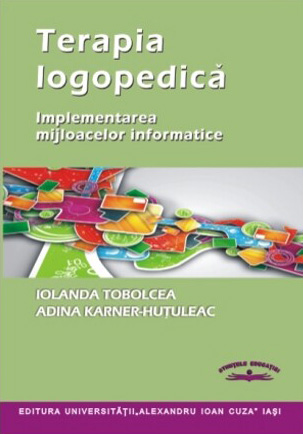 Terapia
logopedică
Implementarea
mijloacelor informatice
IOLANDA TOBOLCEA
ADINA KARNER-HUȚULEAC
ȘTIINȚELE EDUCAȚIEI
EDITURA UNIVERSITĂȚII„ALEXANDRU IOAN CUZA” IAȘI